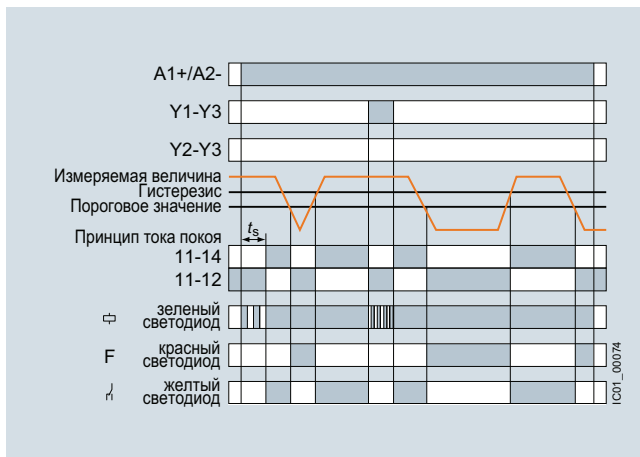 A1+/A2-
Y1-Y3
Y2-Y3
Измеряемая величина
Гистерезис
Пороговое значение
Принцип тока покоя
ts
11-14
11-12
зеленый
светодиод
F
красный
светодиод
желтый
светодиод
IC01_00074